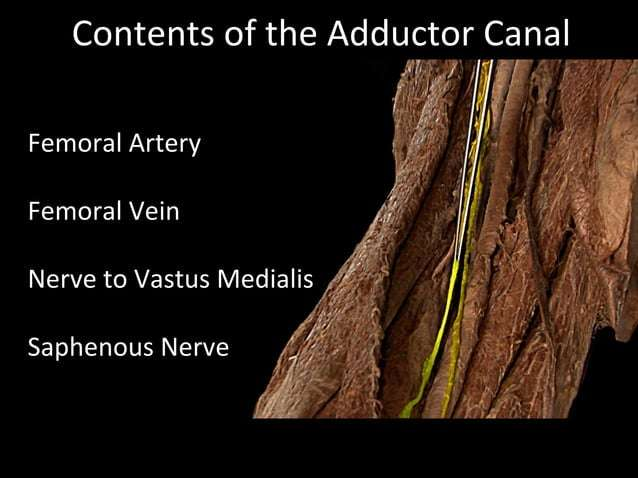 Contents of the Adductor Canal
Femoral Artery
Femoral Vein
Nerve to Vastus Medialis
Saphenous Nerve